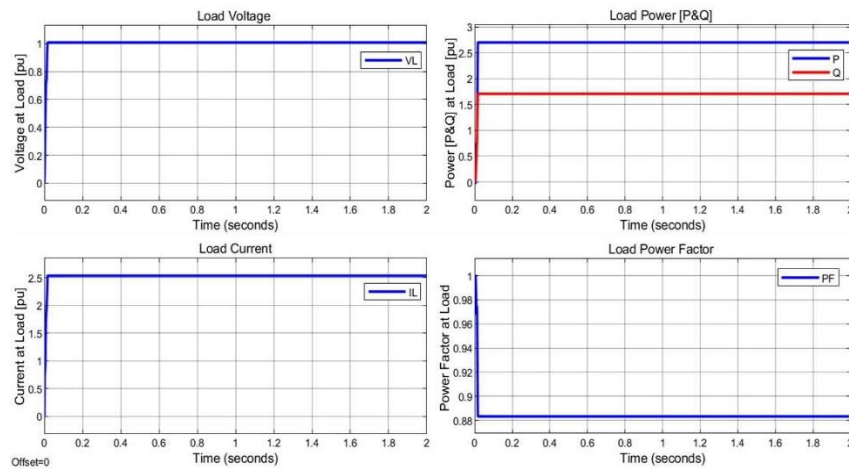 Load Voltage
Voltage at Load [pu]
1
0.8
0.6
0.4
0.2
0
VL
0 0.2 0.4 0.6 0.8 1 1.2 1.4 1.6 1.8 2
Time (seconds)
Load Power [P&Q]
Power [P&Q] at Load [pu]
3
2.5
2
1.5
1
0.5
0
P
Q
0 0.2 0.4 0.6 0.8 1 1.2 1.4 1.6 1.8 2
Time (seconds)
Load Current
Current at Load [pu]
2.5
2
1.5
1
0.5
0
IL
0 0.2 0.4 0.6 0.8 1 1.2 1.4 1.6 1.8 2
Time (seconds)
Offset=0
Load Power Factor
Power Factor at Load
1
0.98
0.96
0.94
0.92
0.9
0.88
PF
0 0.2 0.4 0.6 0.8 1 1.2 1.4 1.6 1.8 2
Time (seconds)